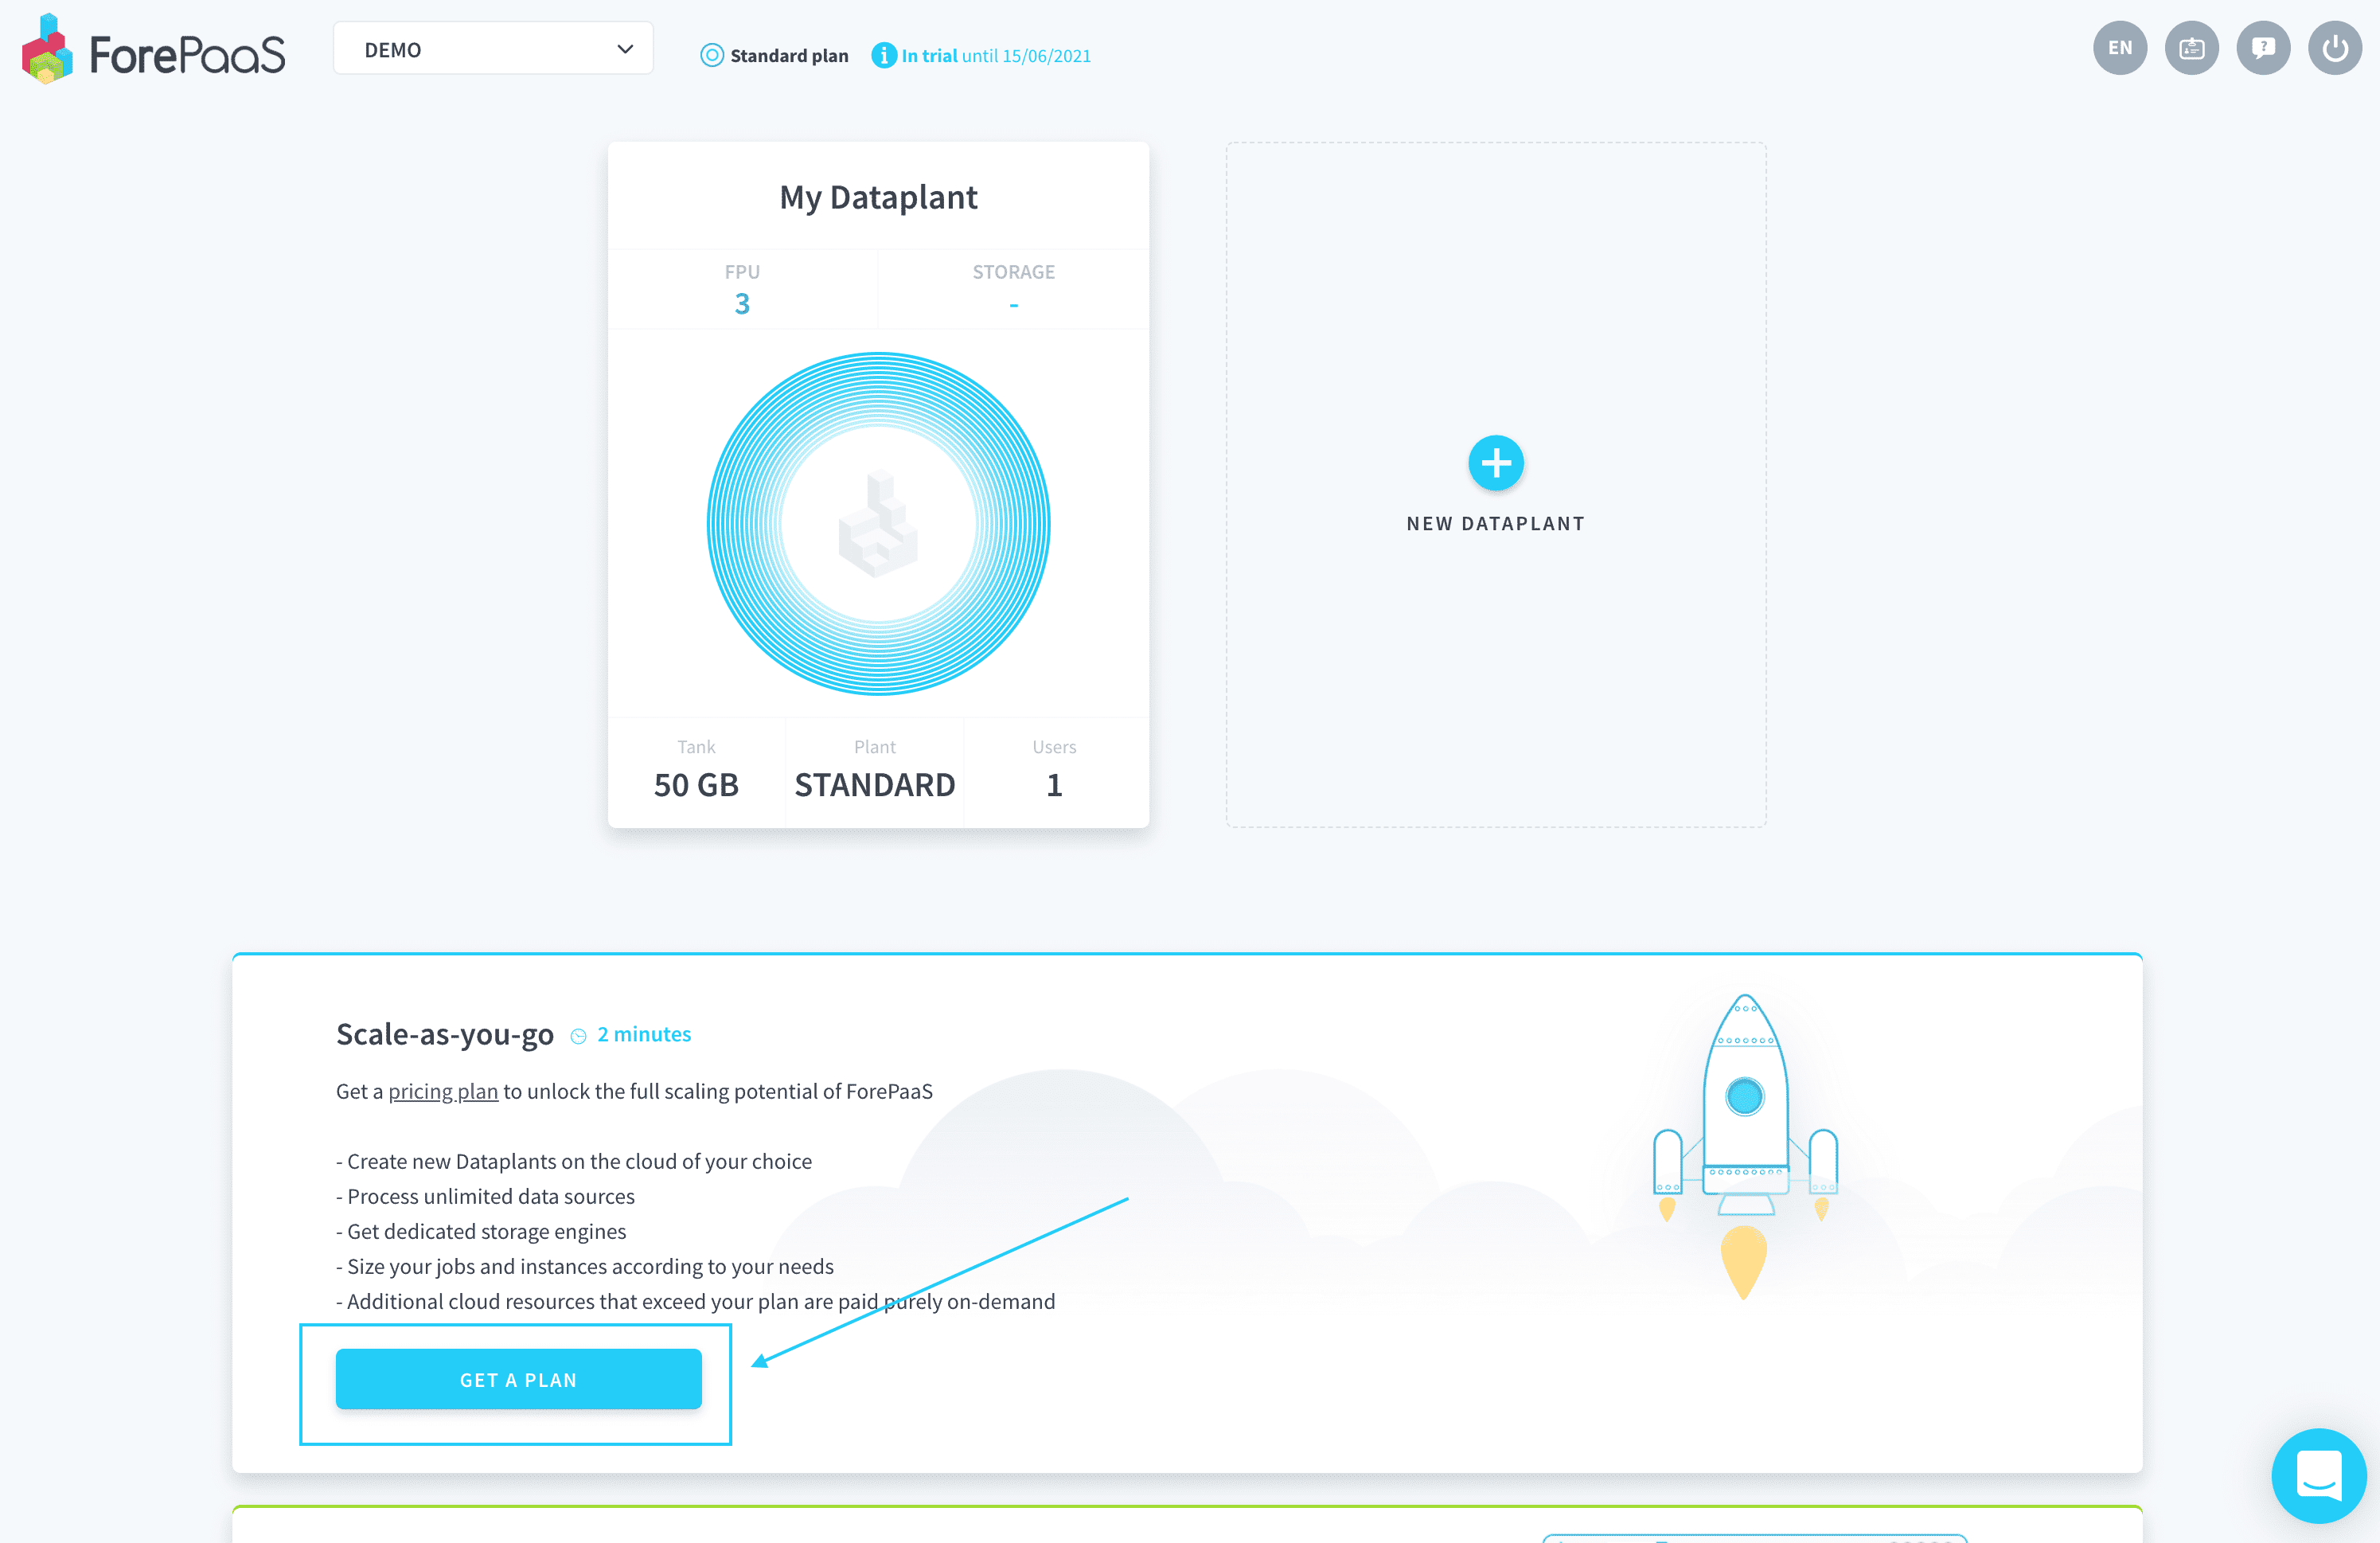 ForePaaS
DEMO
Standard plan
i In trial until 15/06/2021
EN
?
My Dataplant
FPU
3
STORAGE
-
NEW DATAPLANT
Tank
50 GB
Plant
STANDARD
Users
1
Scale-as-you-go 2 minutes
Get a pricing plan to unlock the full scaling potential of ForePaaS
- Create new Dataplants on the cloud of your choice
- Process unlimited data sources
- Get dedicated storage engines
- Size your jobs and instances according to your needs
- Additional cloud resources that exceed your plan are paid purely on-demand
GET A PLAN